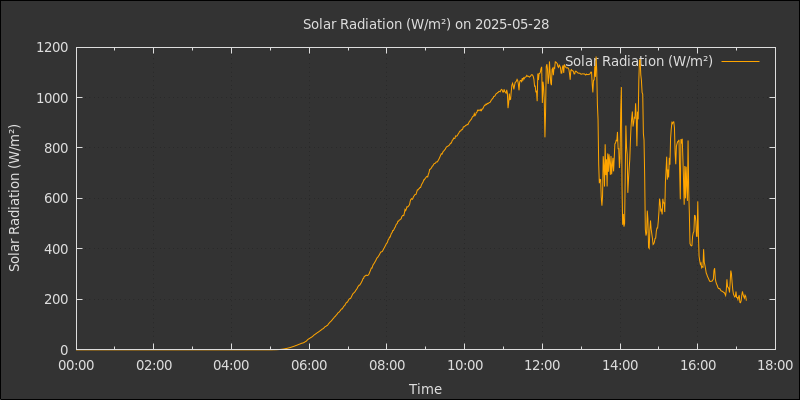 Solar Radiation (W/m²) on 2025-05-28
Solar Radiation (W/m²)
1200
1000
800
600
400
200
0
Solar Radiation (W/m²)
00:00 02:00 04:00 06:00 08:00 10:00 12:00 14:00 16:00 18:00
Time